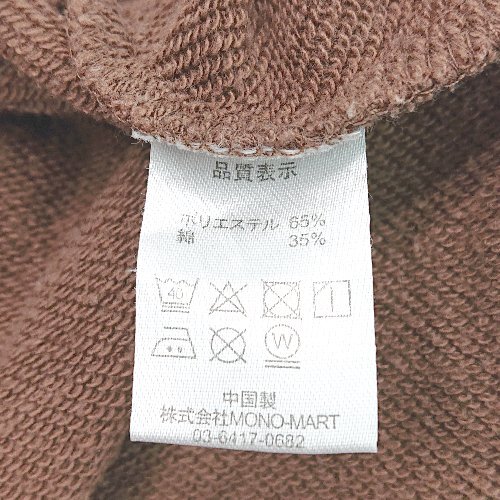 品質表示
ポリエステル 65%
綿 35%
40
W
中国製
株式会社MONO-MART
03-6417-0682